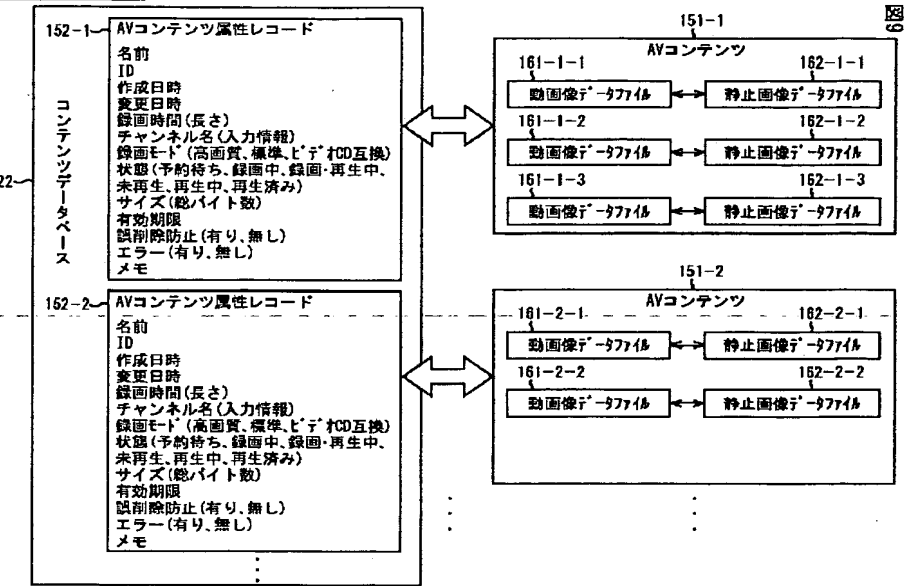 図
9
152-1
AVコンテンツ属性レコード
名前
ID
作成日時
変更日時
録画時間(長さ)
チャンネル名(入力情報)
録画モード(高画質、標準、ビデオCD互換)
状態(予約待ち、録画中、録画・再生中、
未再生、再生中、再生済み)
サイズ(総バイト数)
有効期限
誤削除防止(有り、無し)
エラー(有り、無し)
メモ
22
コンテンツデータベース
152-2
AVコンテンツ属性レコード
名前
ID
作成日時
変更日時
録画時間(長さ)
チャンネル名(入力情報)
録画モード(高画質、標準、ビデオCD互換)
状態(予約待ち、録画中、録画・再生中、
未再生、再生中、再生済み)
サイズ(総バイト数)
有効期限
誤削除防止(有り、無し)
エラー(有り、無し)
メモ
151-1
AVコンテンツ
161-1-1
162-1-1
動画像データファイル
静止画像データファイル
161-1-2
162-1-2
動画像データファイル
静止画像データファイル
161-1-3
162-1-3
動画像データファイル
静止画像データファイル
151-2
AVコンテンツ
161-2-1
162-2-1
動画像データファイル
静止画像データファイル
161-2-2
162-2-2
動画像データファイル
静止画像データファイル